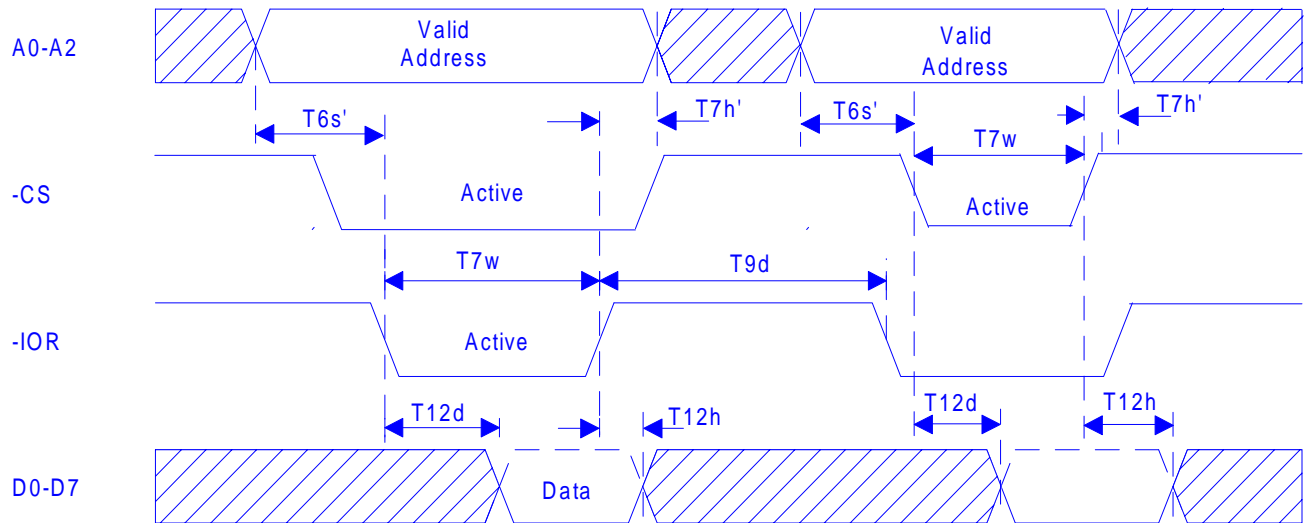 A0-A2
Valid
Address
Valid
Address
T6s'
T7h'
T6s'
T7h'
T7w
-CS
Active
Active
T7w
T9d
-IOR
Active
T12d
T12h
T12d
T12h
D0-D7
Data